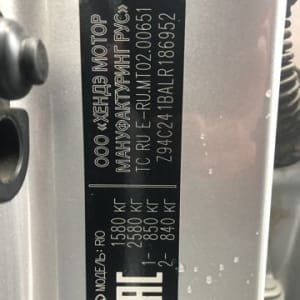 ООО «ХЕНДЭ МОТОР
МАНУФАКТУРИНГ РУС»
ТС RU E-RU.MT02.00651
Z94C241BALR186952
1580 КГ
2580 КГ
1- 850 КГ
2- 840 КГ
МОДЕЛЬ: RIO
EAC